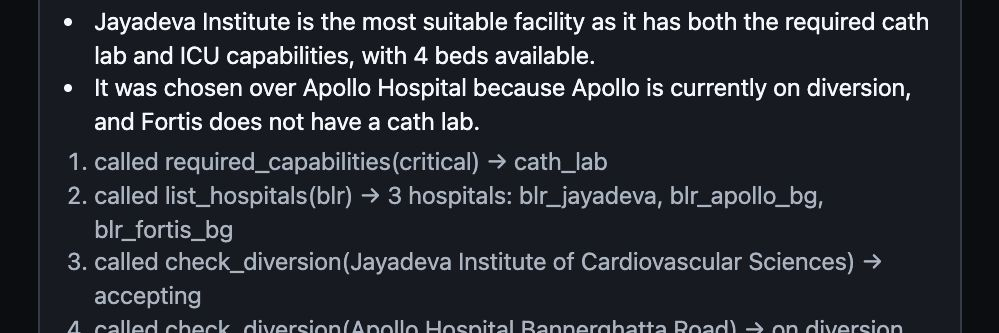 • Jayadeva Institute is the most suitable facility as it has both the required cath
lab and ICU capabilities, with 4 beds available.
• It was chosen over Apollo Hospital because Apollo is currently on diversion,
and Fortis does not have a cath lab.
1. called required_capabilities(critical) → cath_lab
2. called list_hospitals(blr) → 3 hospitals: blr_jayadeva, blr_apollo_bg,
blr_fortis_bg
3. called check_diversion(Jayadeva Institute of Cardiovascular Sciences) →
accepting
4. called check_diversion(Apollo Hospital Bannerghatta Road) → on diversion